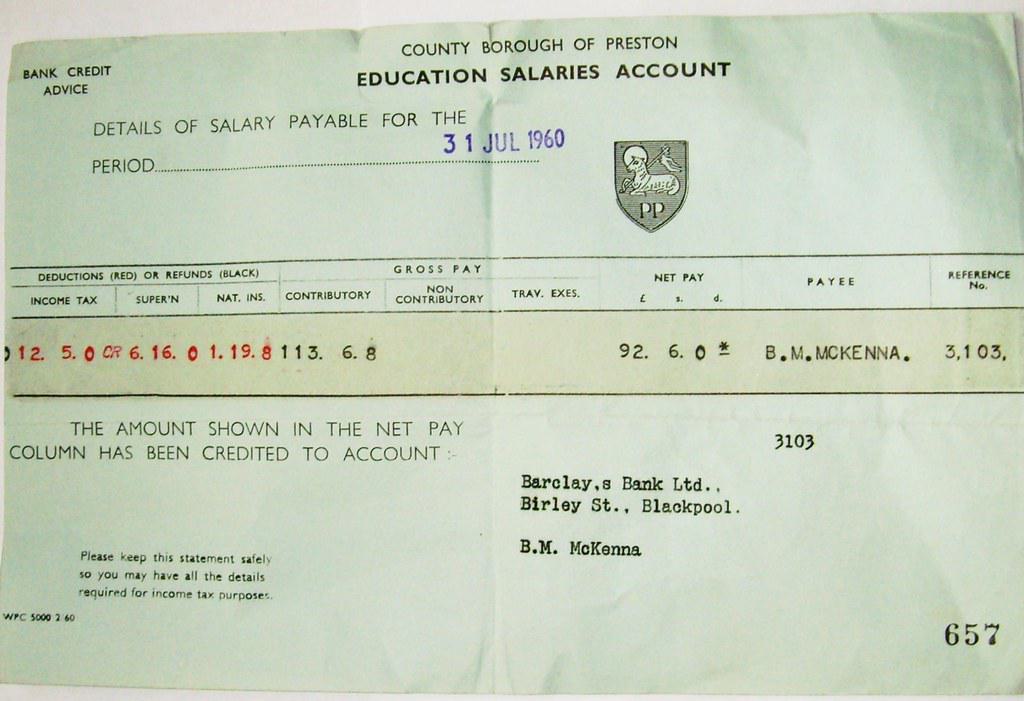 COUNTY BOROUGH OF PRESTON
EDUCATION SALARIES ACCOUNT
BANK CREDIT
ADVICE
DETAILS OF SALARY PAYABLE FOR THE
PERIOD 31 JUL 1960
PP
DEDUCTIONS (RED) OR REFUNDS (BLACK) GROSS PAY NET PAY PAYEE REFERENCE No.
INCOME TAX SUPER'N NAT. INS. CONTRIBUTORY NON CONTRIBUTORY TRAV. EXES. £ s. d.
12. 5. 0 CR 6. 16. 0 1. 19. 8 113. 6. 8 92. 6. 0 * B.M.MCKENNA. 3,103.
THE AMOUNT SHOWN IN THE NET PAY
COLUMN HAS BEEN CREDITED TO ACCOUNT :-
3103
Barclay,s Bank Ltd.,
Birley St., Blackpool.
B.M. McKenna
Please keep this statement safely
so you may have all the details
required for income tax purposes.
WPC 5000 2 60
657